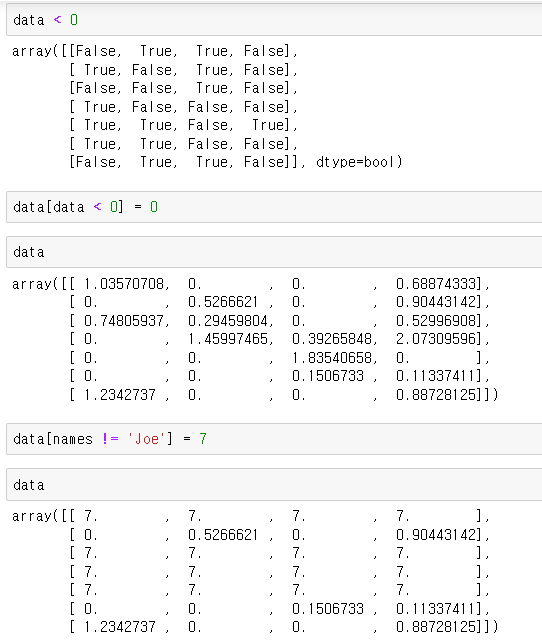 data < 0
array([[False,  True,  True, False],
       [ True, False,  True, False],
       [False, False,  True, False],
       [ True, False, False, False],
       [ True,  True, False,  True],
       [ True,  True, False, False],
       [False,  True,  True, False]], dtype=bool)
data[data < 0] = 0
data
array([[ 1.03570708,  0.        ,  0.        ,  0.68874333],
       [ 0.        ,  0.5266621 ,  0.        ,  0.90443142],
       [ 0.74805937,  0.29459804,  0.        ,  0.52996908],
       [ 0.        ,  1.45997465,  0.39265848,  2.07309596],
       [ 0.        ,  0.        ,  1.83540658,  0.        ],
       [ 0.        ,  0.        ,  0.1506733 ,  0.11337411],
       [ 1.2342737 ,  0.        ,  0.        ,  0.88728125]])
data[names != 'Joe'] = 7
data
array([[ 7.        ,  7.        ,  7.        ,  7.        ],
       [ 0.        ,  0.5266621 ,  0.        ,  0.90443142],
       [ 7.        ,  7.        ,  7.        ,  7.        ],
       [ 7.        ,  7.        ,  7.        ,  7.        ],
       [ 7.        ,  7.        ,  7.        ,  7.        ],
       [ 0.        ,  0.        ,  0.1506733 ,  0.11337411],
       [ 1.2342737 ,  0.        ,  0.        ,  0.88728125]])